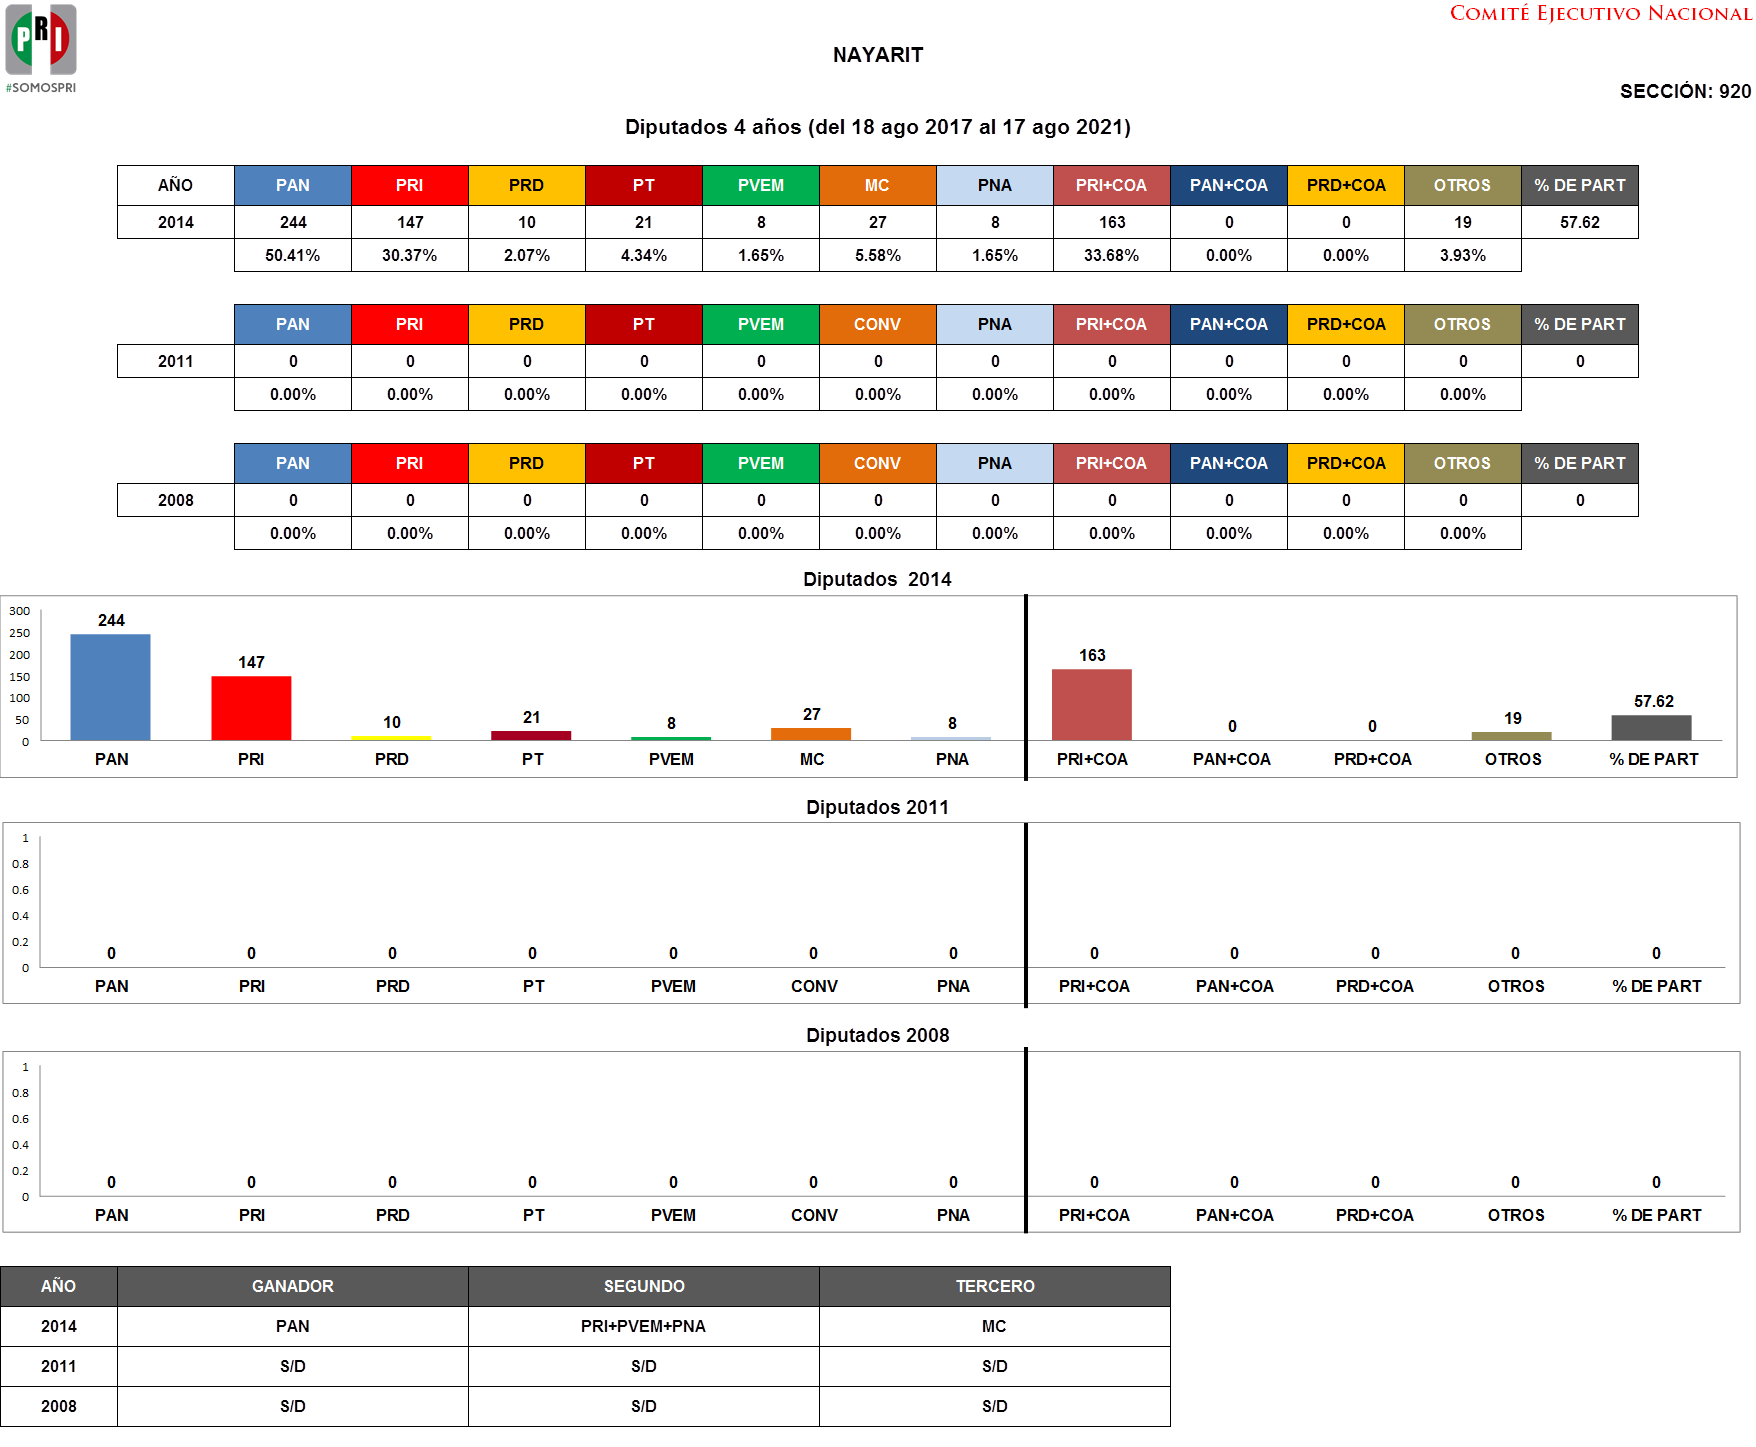 PRI
#SOMOSPRI
COMITÉ EJECUTIVO NACIONAL
NAYARIT
SECCIÓN: 920
Diputados 4 años (del 18 ago 2017 al 17 ago 2021)
AÑO PAN PRI PRD PT PVEM MC PNA PRI+COA PAN+COA PRD+COA OTROS % DE PART
2014 244 147 10 21 8 27 8 163 0 0 19 57.62
50.41% 30.37% 2.07% 4.34% 1.65% 5.58% 1.65% 33.68% 0.00% 0.00% 3.93%
PAN PRI PRD PT PVEM CONV PNA PRI+COA PAN+COA PRD+COA OTROS % DE PART
2011 0 0 0 0 0 0 0 0 0 0 0 0
0.00% 0.00% 0.00% 0.00% 0.00% 0.00% 0.00% 0.00% 0.00% 0.00% 0.00%
PAN PRI PRD PT PVEM CONV PNA PRI+COA PAN+COA PRD+COA OTROS % DE PART
2008 0 0 0 0 0 0 0 0 0 0 0 0
0.00% 0.00% 0.00% 0.00% 0.00% 0.00% 0.00% 0.00% 0.00% 0.00% 0.00%
Diputados 2014
300
250
200
150
100
50
0
244 147 10 21 8 27 8 163 0 0 19 57.62
PAN PRI PRD PT PVEM MC PNA PRI+COA PAN+COA PRD+COA OTROS % DE PART
Diputados 2011
1
0.8
0.6
0.4
0.2
0
0 0 0 0 0 0 0 0 0 0 0 0
PAN PRI PRD PT PVEM CONV PNA PRI+COA PAN+COA PRD+COA OTROS % DE PART
Diputados 2008
1
0.8
0.6
0.4
0.2
0
0 0 0 0 0 0 0 0 0 0 0 0
PAN PRI PRD PT PVEM CONV PNA PRI+COA PAN+COA PRD+COA OTROS % DE PART
AÑO GANADOR SEGUNDO TERCERO
2014 PAN PRI+PVEM+PNA MC
2011 S/D S/D S/D
2008 S/D S/D S/D